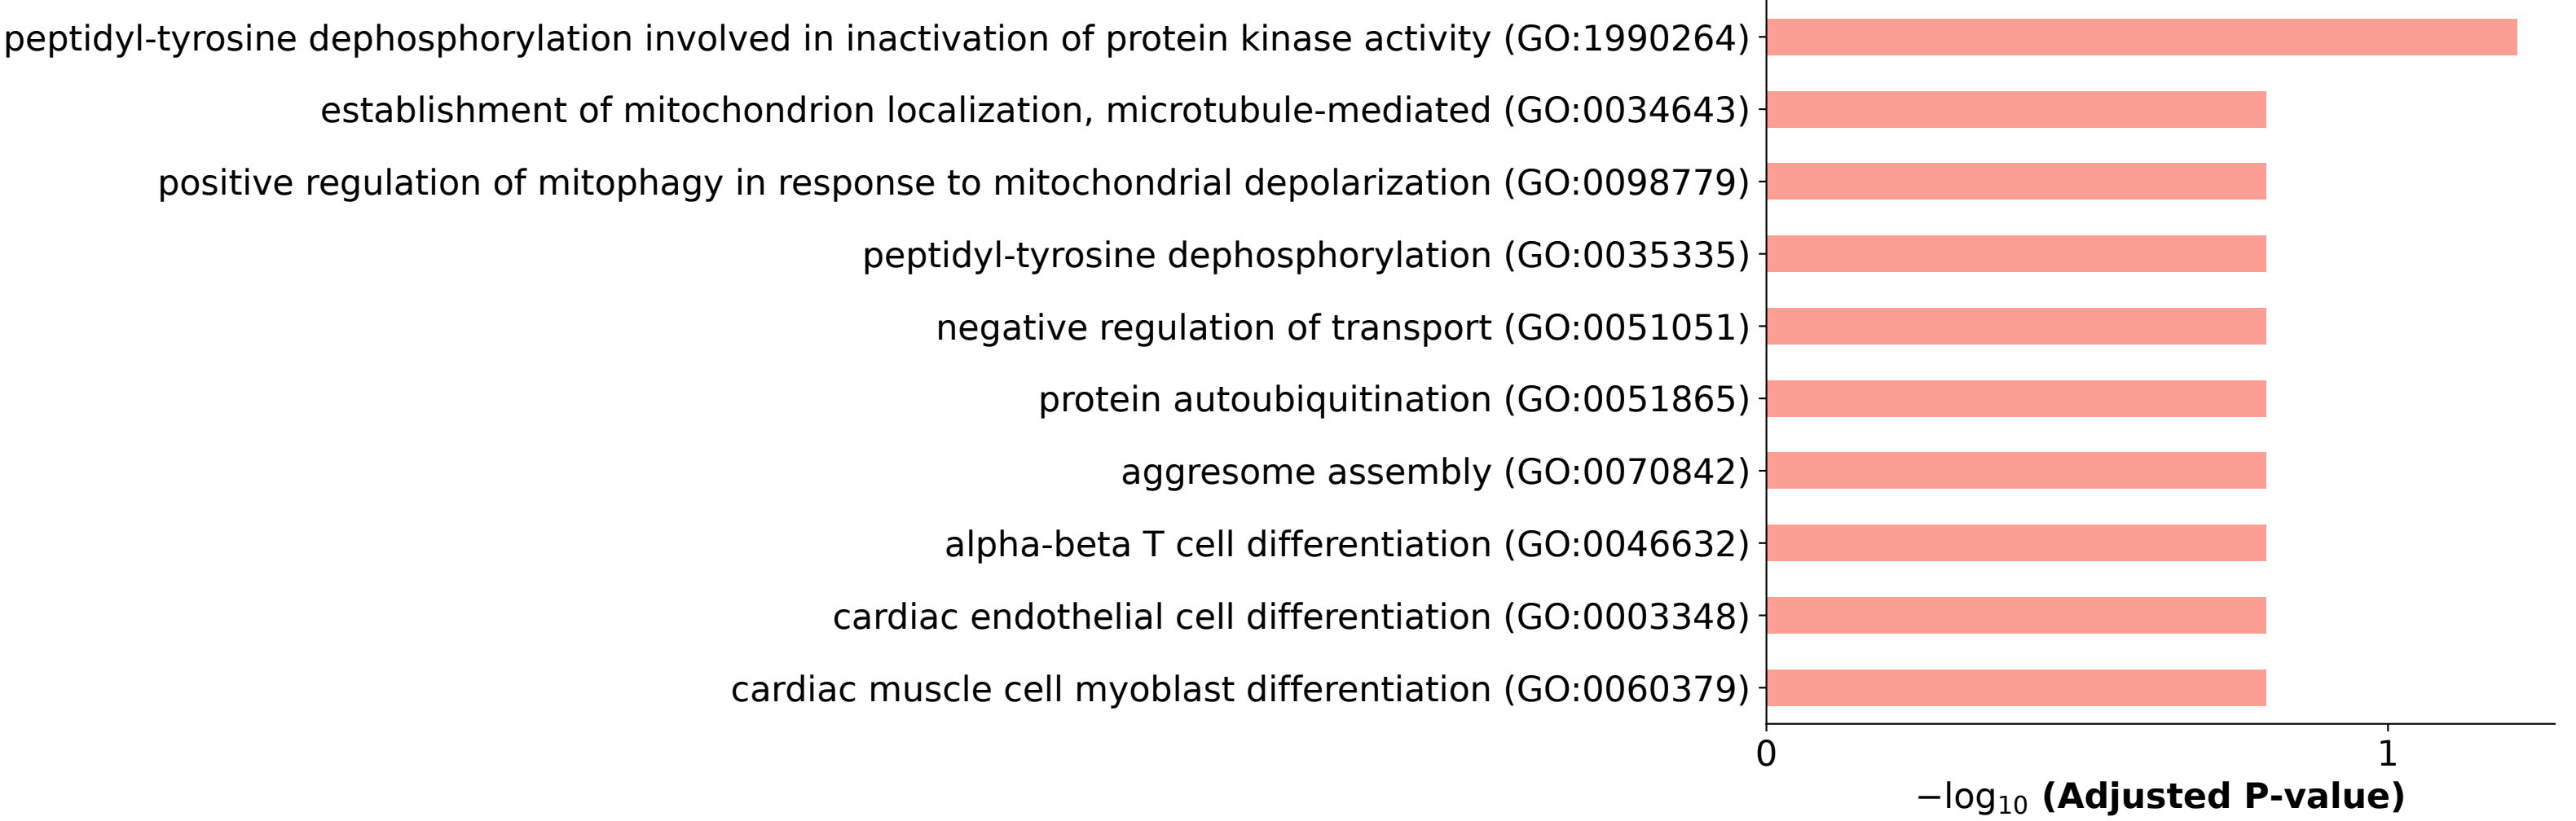 peptidyl-tyrosine dephosphorylation involved in inactivation of protein kinase activity (GO:1990264)
establishment of mitochondrion localization, microtubule-mediated (GO:0034643)
positive regulation of mitophagy in response to mitochondrial depolarization (GO:0098779)
peptidyl-tyrosine dephosphorylation (GO:0035335)
negative regulation of transport (GO:0051051)
protein autoubiquitination (GO:0051865)
aggresome assembly (GO:0070842)
alpha-beta T cell differentiation (GO:0046632)
cardiac endothelial cell differentiation (GO:0003348)
cardiac muscle cell myoblast differentiation (GO:0060379)
0 1
−log₁₀ (Adjusted P-value)